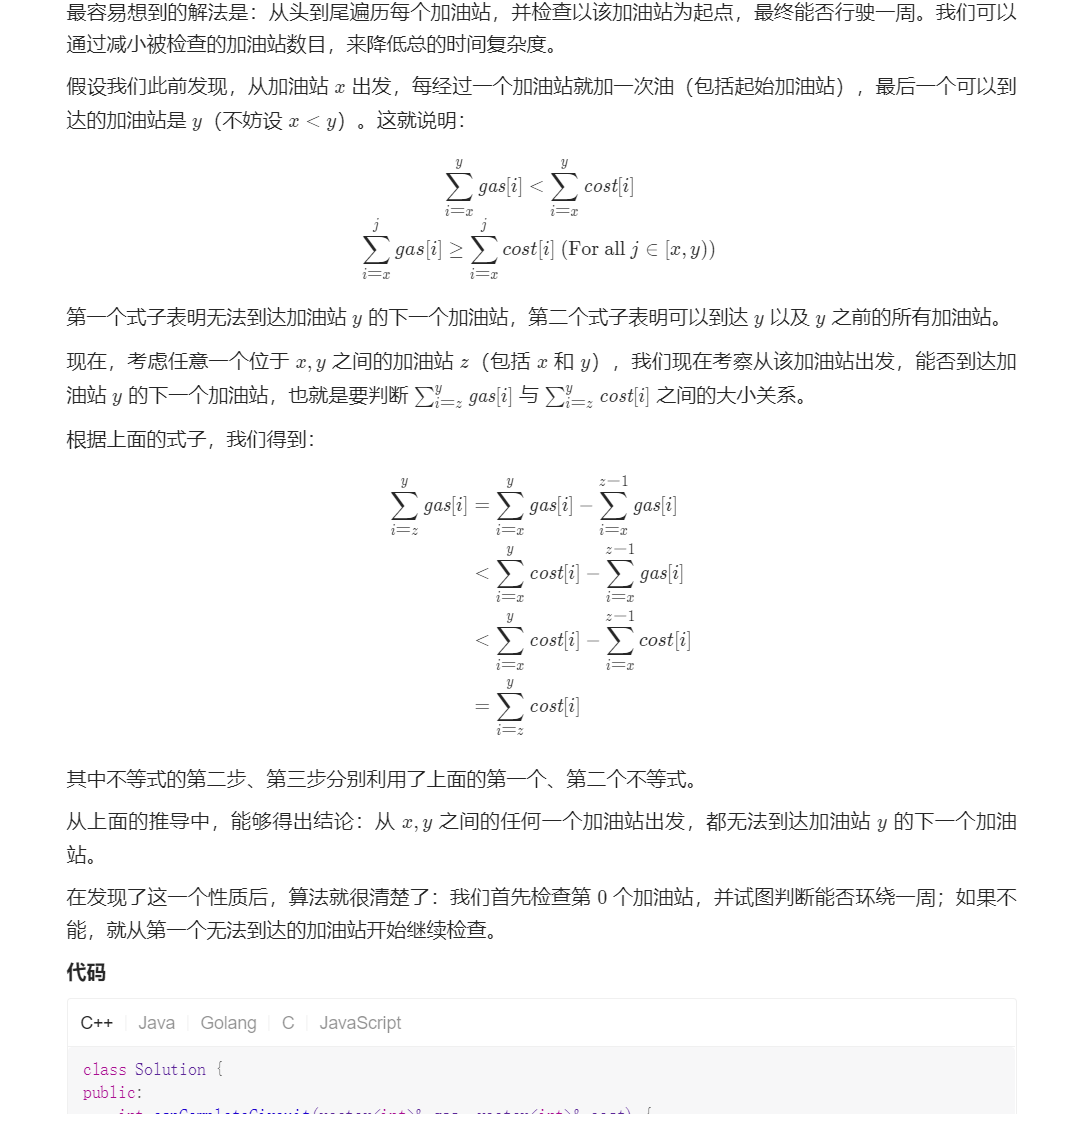 最容易想到的解法是：从头到尾遍历每个加油站，并检查以该加油站为起点，最终能否行驶一周。我们可以
通过减小被检查的加油站数目，来降低总的时间复杂度。
假设我们此前发现，从加油站 x 出发，每经过一个加油站就加一次油（包括起始加油站），最后一个可以到
达的加油站是 y（不妨设 x < y）。这就说明：
\sum_{i=x}^{y} gas[i] < \sum_{i=x}^{y} cost[i]
\sum_{i=x}^{j} gas[i] ≥ \sum_{i=x}^{j} cost[i] (For all j ∈ [x, y))
第一个式子表明无法到达加油站 y 的下一个加油站，第二个式子表明可以到达 y 以及 y 之前的所有加油站。
现在，考虑任意一个位于 x, y 之间的加油站 z（包括 x 和 y），我们现在考察从该加油站出发，能否到达加
油站 y 的下一个加油站，也就是要判断 \sum_{i=z}^{y} gas[i] 与 \sum_{i=z}^{y} cost[i] 之间的大小关系。
根据上面的式子，我们得到：
\sum_{i=z}^{y} gas[i] = \sum_{i=x}^{y} gas[i] − \sum_{i=x}^{z−1} gas[i]
< \sum_{i=x}^{y} cost[i] − \sum_{i=x}^{z−1} gas[i]
< \sum_{i=x}^{y} cost[i] − \sum_{i=x}^{z−1} cost[i]
= \sum_{i=z}^{y} cost[i]
其中不等式的第二步、第三步分别利用了上面的第一个、第二个不等式。
从上面的推导中，能够得出结论：从 x, y 之间的任何一个加油站出发，都无法到达加油站 y 的下一个加油
站。
在发现了这一个性质后，算法就很清楚了：我们首先检查第 0 个加油站，并试图判断能否环绕一周；如果不
能，就从第一个无法到达的加油站开始继续检查。
代码
C++ Java Golang C JavaScript
class Solution {
public: